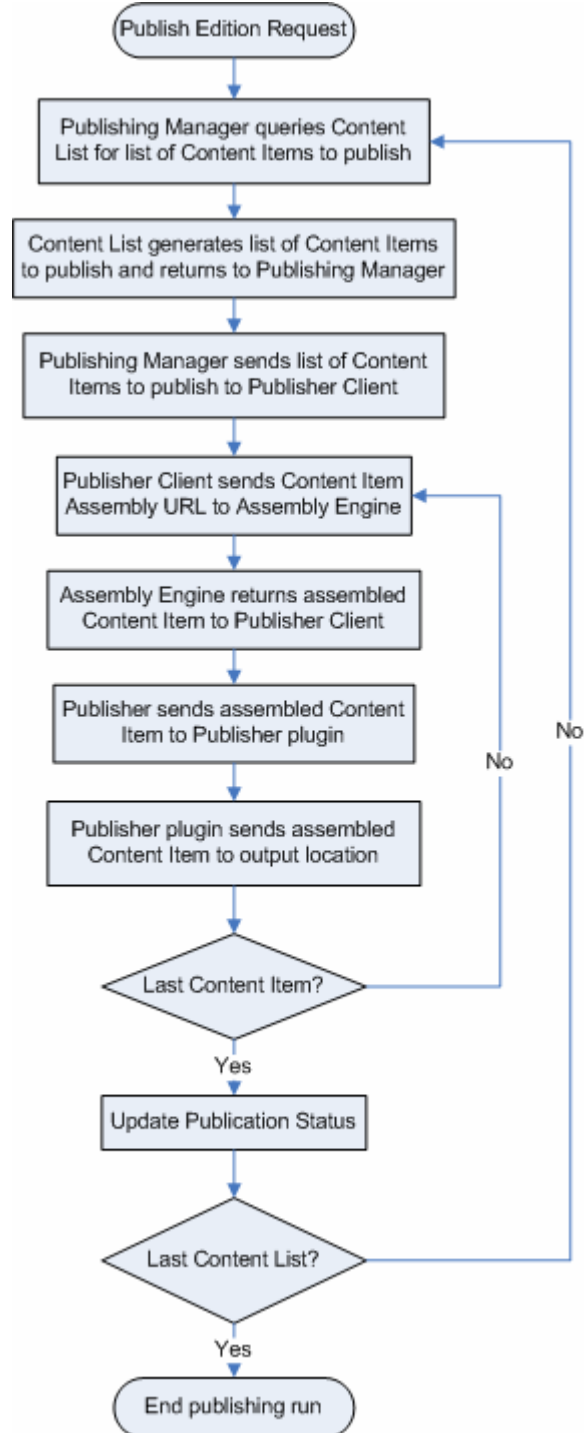 Publish Edition Request
Publishing Manager queries Content
List for list of Content Items to publish
Content List generates list of Content Items
to publish and returns to Publishing Manager
Publishing Manager sends list of Content
Items to publish to Publisher Client
Publisher Client sends Content Item
Assembly URL to Assembly Engine
Assembly Engine returns assembled
Content Item to Publisher Client
Publisher sends assembled Content
Item to Publisher plugin
No
No
Publisher plugin sends assembled
Content Item to output location
Last Content Item?
Yes
Update Publication Status
Last Content List?
Yes
End publishing run